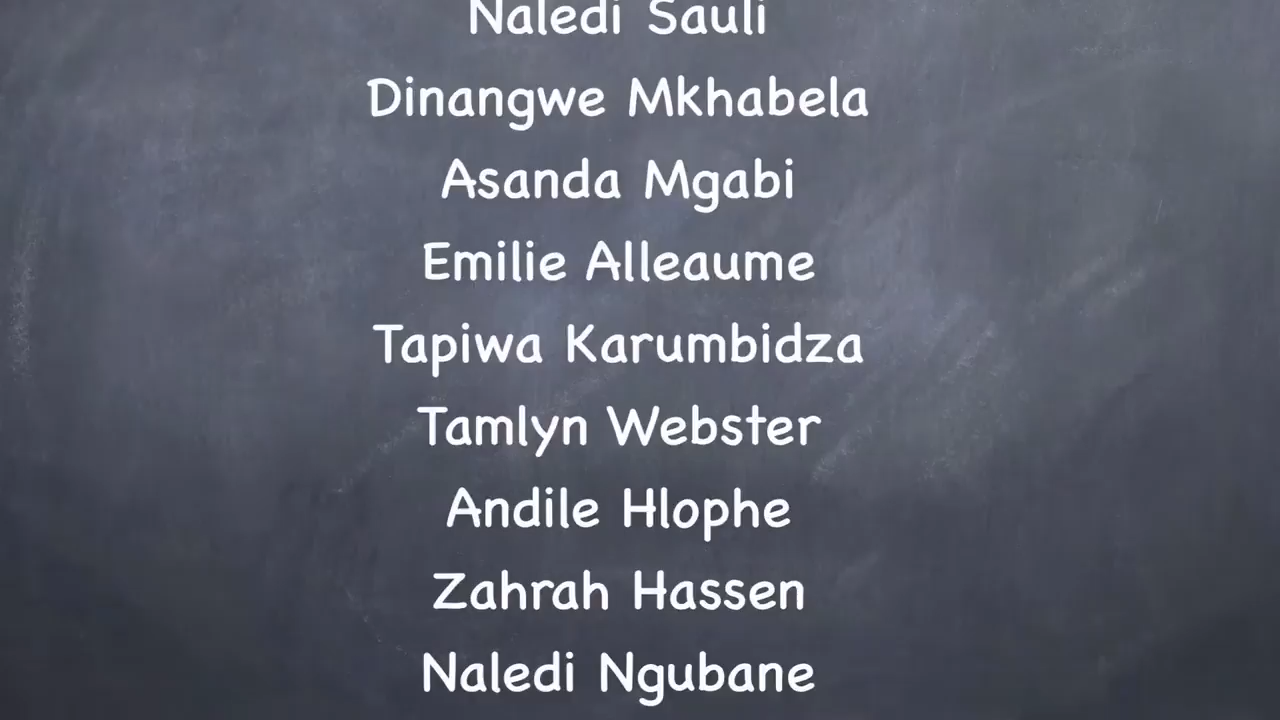 Naledi Sauli
Dinangwe Mkhabela
Asanda Mgabi
Emilie Alleaume
Tapiwa Karumbidza
Tamlyn Webster
Andile Hlophe
Zahrah Hassen
Naledi Ngubane